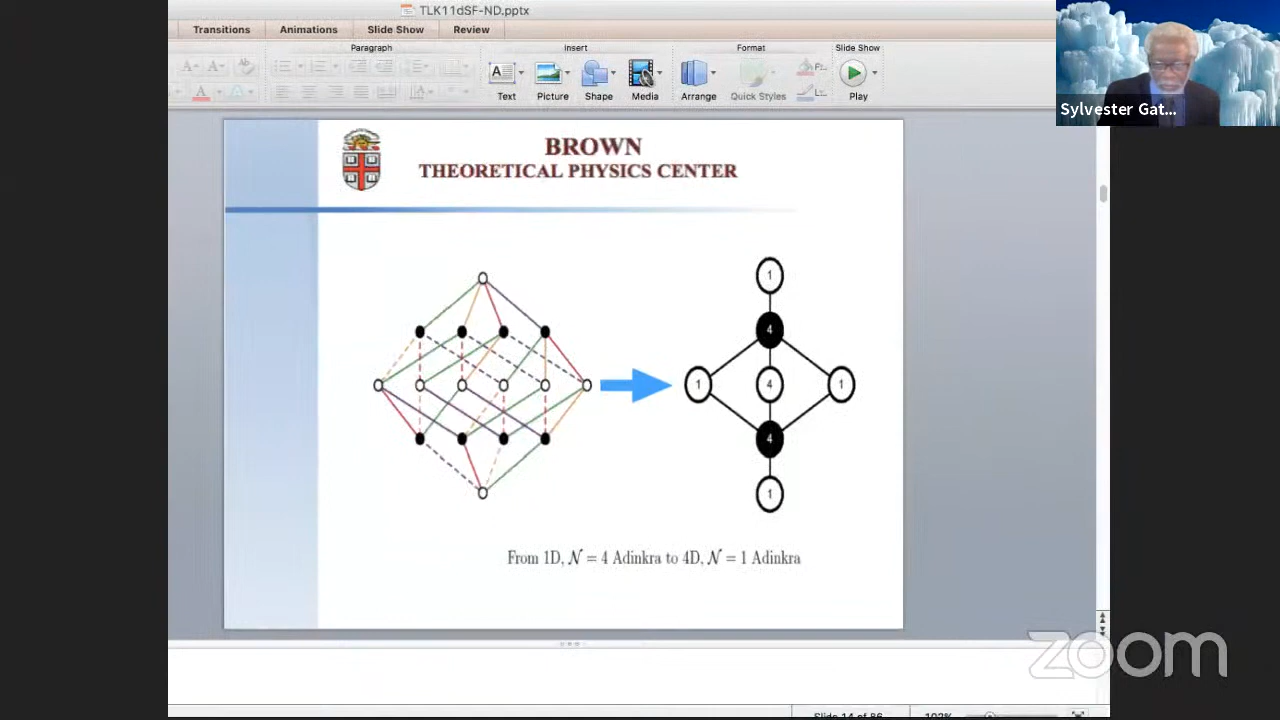 TLK11dSF-ND.pptx
Transitions Animations Slide Show Review
Paragraph Insert Format Slide Show
Text Picture Shape Media Arrange Quick Styles Play
Sylvester Gat...
BROWN
THEORETICAL PHYSICS CENTER
1
4
1 4 1
4
1
From 1D, 𝒩 = 4 Adinkra to 4D, 𝒩 = 1 Adinkra
zoom
Slide 14 of 86 102%